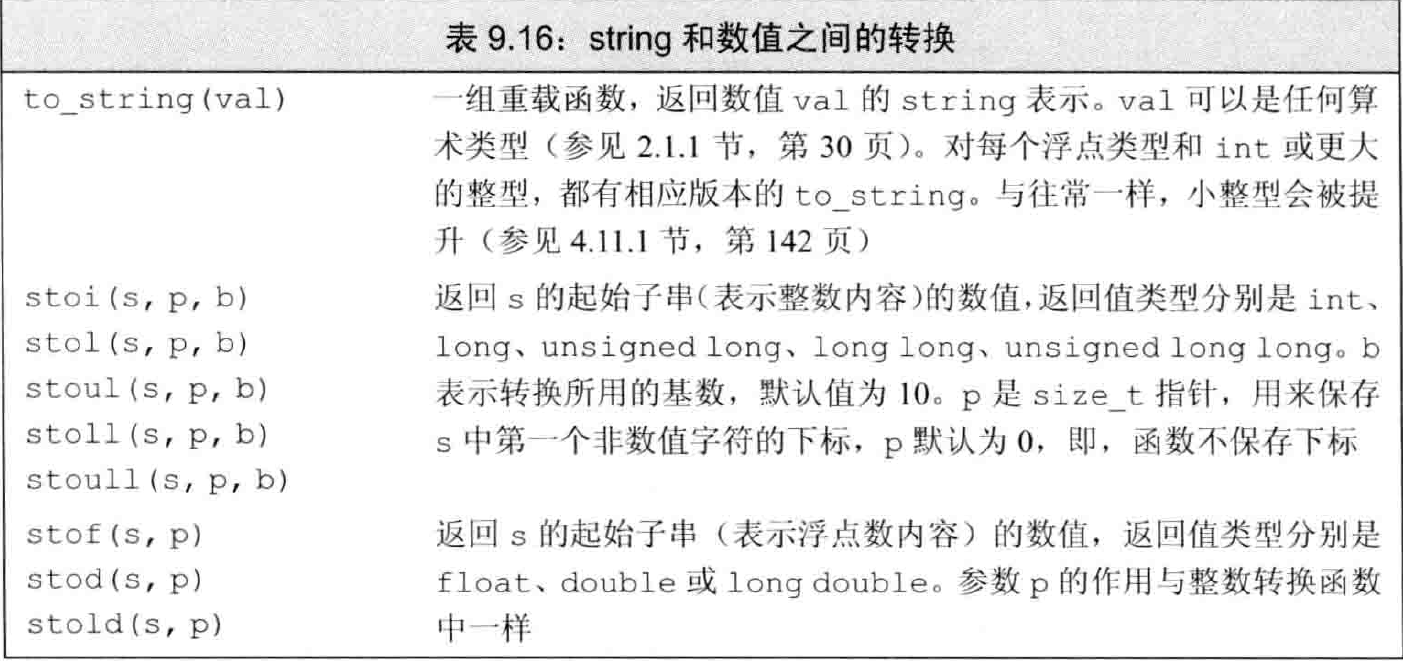 表 9.16：string 和数值之间的转换
to_string(val) 一组重载函数，返回数值 val 的 string 表示。val 可以是任何算
术类型（参见 2.1.1 节，第 30 页）。对每个浮点类型和 int 或更大
的整型，都有相应版本的 to_string。与往常一样，小整型会被提
升（参见 4.11.1 节，第 142 页）
stoi(s, p, b) 返回 s 的起始子串（表示整数内容）的数值，返回值类型分别是 int、
stol(s, p, b) long、unsigned long、long long、unsigned long long。b
stoul(s, p, b) 表示转换所用的基数，默认值为 10。p 是 size_t 指针，用来保存
stoll(s, p, b) s 中第一个非数值字符的下标，p 默认为 0，即，函数不保存下标
stoull(s, p, b)
stof(s, p) 返回 s 的起始子串（表示浮点数内容）的数值，返回值类型分别是
stod(s, p) float、double 或 long double。参数 p 的作用与整数转换函数
stold(s, p) 中一样